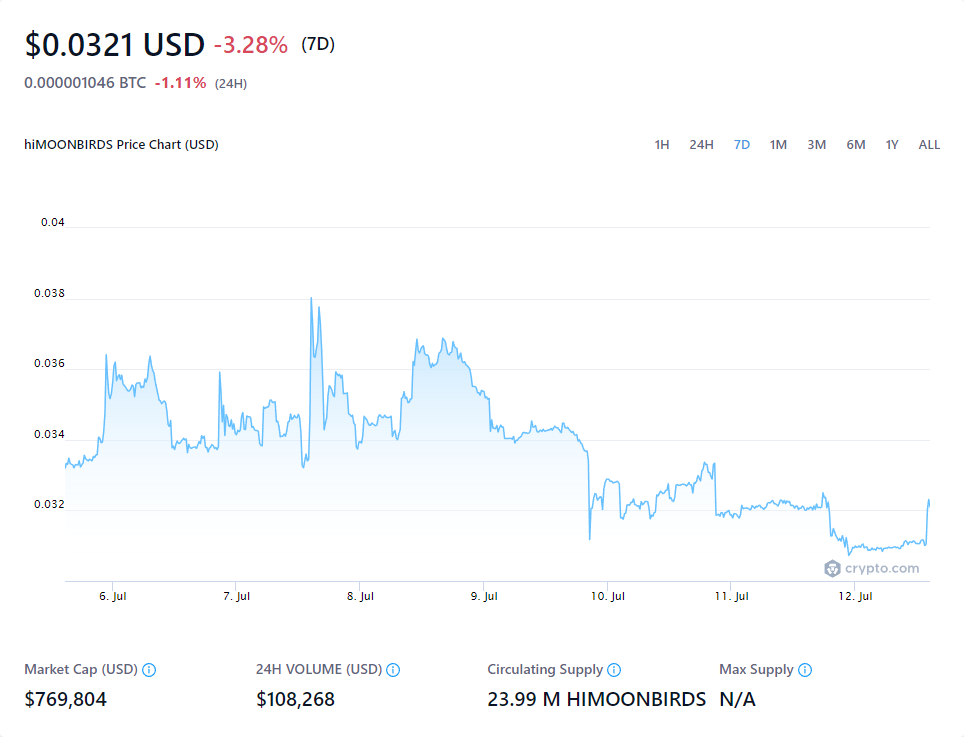 $0.0321 USD -3.28% (7D)
0.000001046 BTC -1.11% (24H)
hiMOONBIRDS Price Chart (USD) 1H 24H 7D 1M 3M 6M 1Y ALL
0.04
0.038
0.036
0.034
0.032
crypto.com
6. Jul 7. Jul 8. Jul 9. Jul 10. Jul 11. Jul 12. Jul
Market Cap (USD) 24H VOLUME (USD) Circulating Supply Max Supply
$769,804 $108,268 23.99 M HIMOONBIRDS N/A